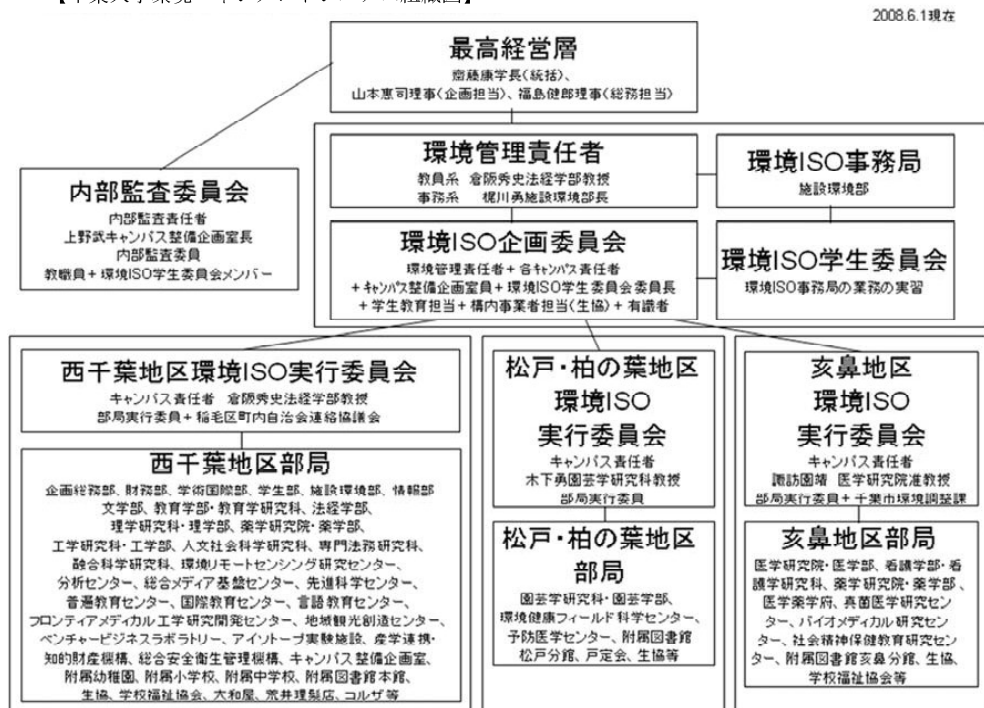 2008.6.1現在
最高経営層
齋藤康学長(統括)、
山本恵司理事(企画担当)、福島健郎理事(総務担当)
内部監査委員会
内部監査責任者
上野武キャンパス整備企画室長
内部監査委員
教職員+環境ISO学生委員会メンバー
環境管理責任者
教員系 倉阪秀史法経学部教授
事務系 梶川勇施設環境部長
環境ISO事務局
施設環境部
環境ISO企画委員会
環境管理責任者+各キャンパス責任者
+キャンパス整備企画室員+環境ISO学生委員会委員長
+学生教育担当+構内事業者担当(生協)+有識者
環境ISO学生委員会
環境ISO事務局の業務の実習
西千葉地区環境ISO実行委員会
キャンパス責任者 倉阪秀史法経学部教授
部局実行委員+稲毛区町内自治会連絡協議会
西千葉地区部局
企画総務部、財務部、学術国際部、学生部、施設環境部、情報部
文学部、教育学部・教育学研究科、法経学部、
理学研究科・理学部、薬学研究院・薬学部、
工学研究科・工学部、人文社会科学研究科、専門法務研究科、
融合科学研究科、環境リモートセンシング研究センター、
分析センター、総合メディア基盤センター、先進科学センター、
普遍教育センター、国際教育センター、言語教育センター、
フロンティアメディカル工学研究開発センター、地域観光創造センター、
ベンチャービジネスラボラトリー、アイソトープ実験施設、産学連携・
知的財産機構、総合安全衛生管理機構、キャンパス整備企画室、
附属幼稚園、附属小学校、附属中学校、附属図書館本館、
生協、学校福祉協会、大和屋、荒井理髪店、コルザ等
松戸・柏の葉地区
環境ISO
実行委員会
キャンパス責任者
木下勇園芸学研究科教授
部局実行委員
松戸・柏の葉地区
部局
園芸学研究科・園芸学部、
環境健康フィールド科学センター、
予防医学センター、附属図書館
松戸分館、戸定会、生協等
亥鼻地区
環境ISO
実行委員会
キャンパス責任者
諏訪園靖 医学研究院准教授
部局実行委員+千葉市環境調整課
亥鼻地区部局
医学研究院・医学部、看護学部・看
護学研究科、薬学研究院・薬学部、
医学薬学府、真菌医学研究セン
ター、バイオメディカル研究セン
ター、社会精神保健教育研究セン
ター、附属図書館亥鼻分館、生協、
学校福祉協会等